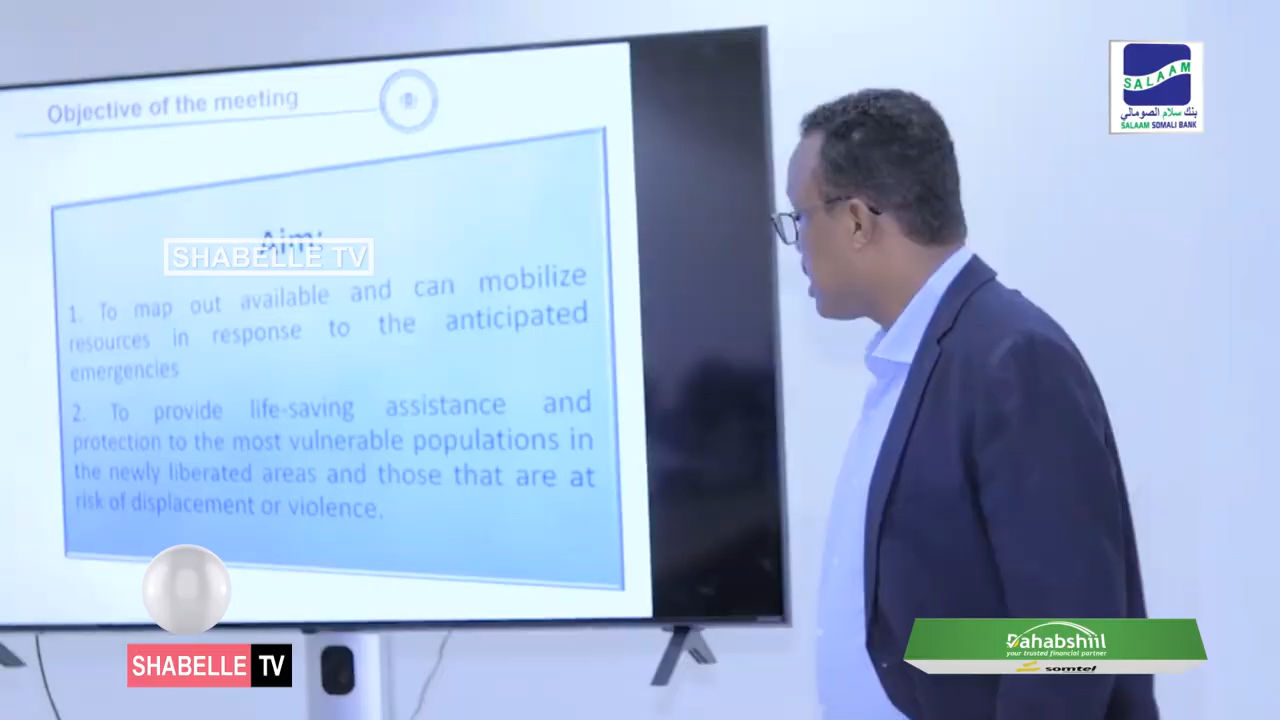 Objective of the meeting
Aim:
SHABELLE TV
1. To map out available and can mobilize
resources in response to the anticipated
emergencies
2. To provide life-saving assistance and
protection to the most vulnerable populations in
the newly liberated areas and those that are at
risk of displacement or violence.
SALAAM
بنك سلام الصومالي
SALAAM SOMALI BANK
SHABELLE TV
Dahabshiil
your trusted financial partner
somtel